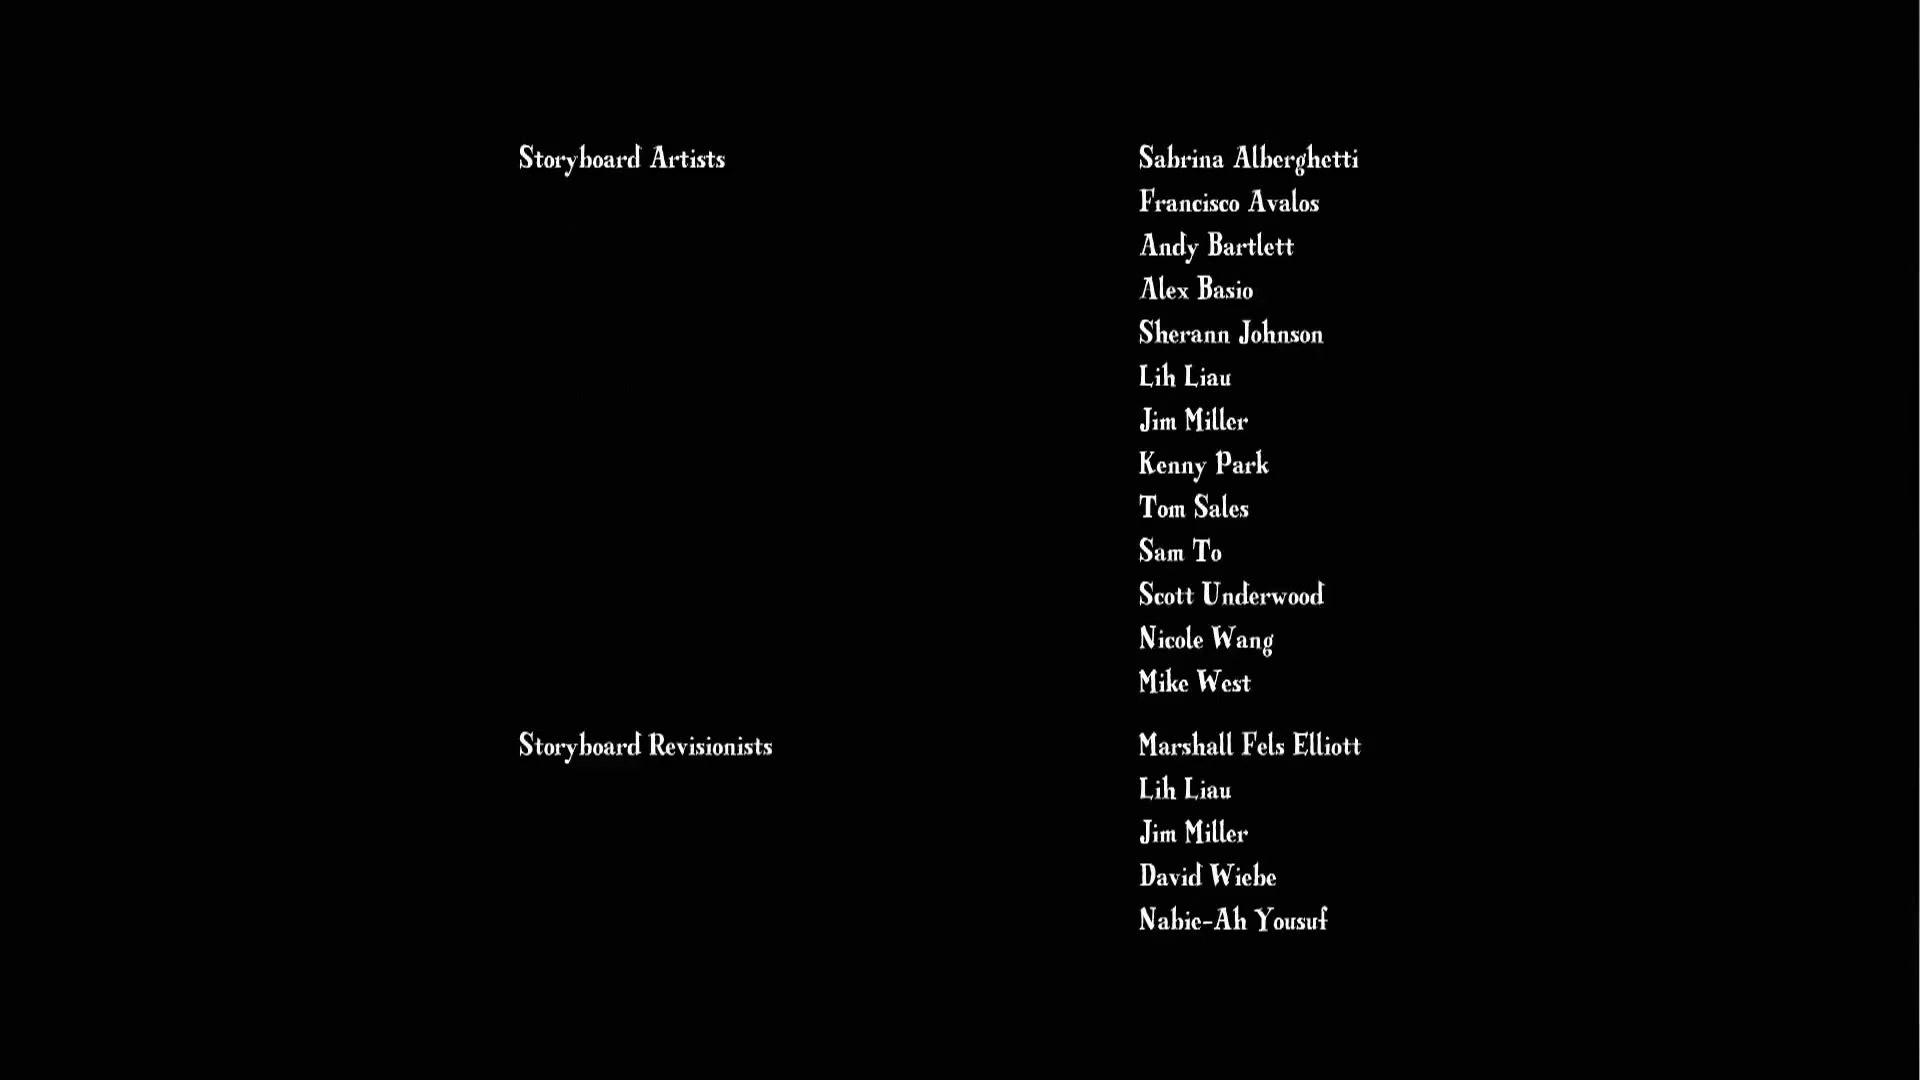 Storyboard Artists Sabrina Alberghetti
Francisco Avalos
Andy Bartlett
Alex Basio
Sherann Johnson
Lih Liau
Jim Miller
Kenny Park
Tom Sales
Sam To
Scott Underwood
Nicole Wang
Mike West
Storyboard Revisionists Marshall Fels Elliott
Lih Liau
Jim Miller
David Wiebe
Nabie-Ah Yousuf